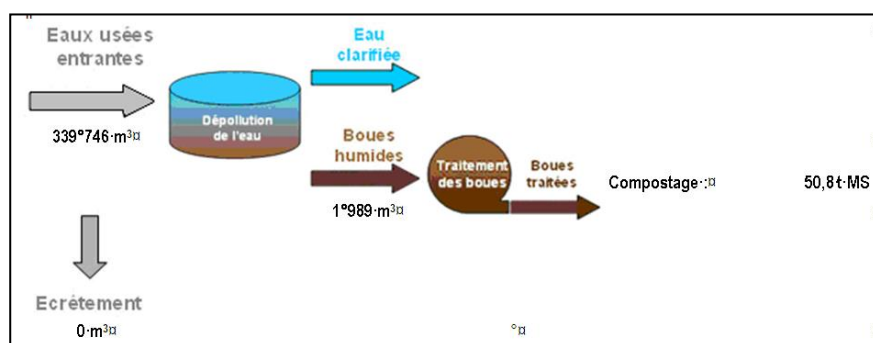 Eaux usées
entrantes
339°746·m³¤
Dépollution
de l'eau
Eau
clarifiée
Boues
humides
1°989·m³¤
Traitement
des boues
Boues
traitées
Compostage·:¤
50,8t·MS
Ecrêtement
0·m³¤
°¤